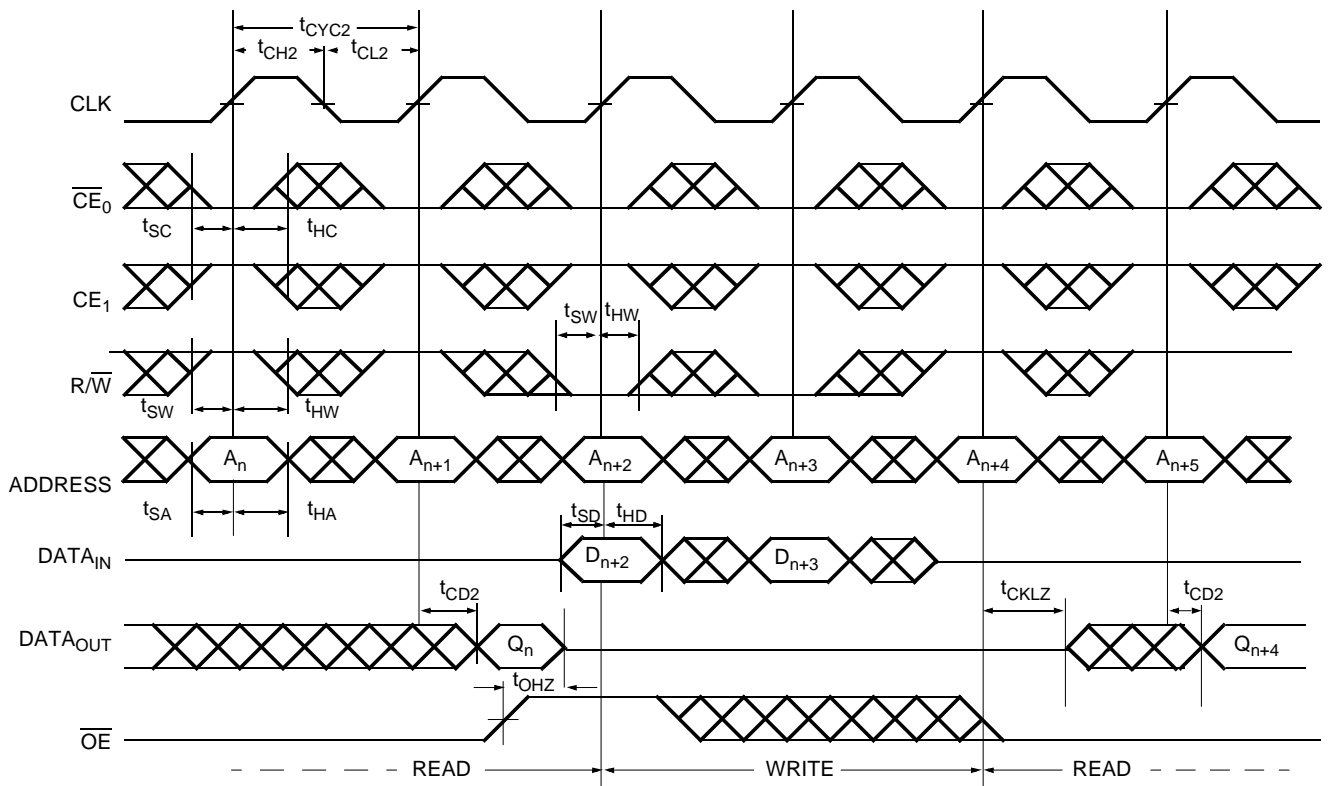 tCYC2
tCH2 tCL2
CLK
CE0
tSC tHC
CE1
tSW tHW
R/W
tSW tHW
An An+1 An+2 An+3 An+4 An+5
ADDRESS
tSA tHA tSD tHD
DATAIN Dn+2 Dn+3
tCD2 tCKLZ tCD2
DATAOUT Qn Qn+4
tOHZ
OE
READ WRITE READ